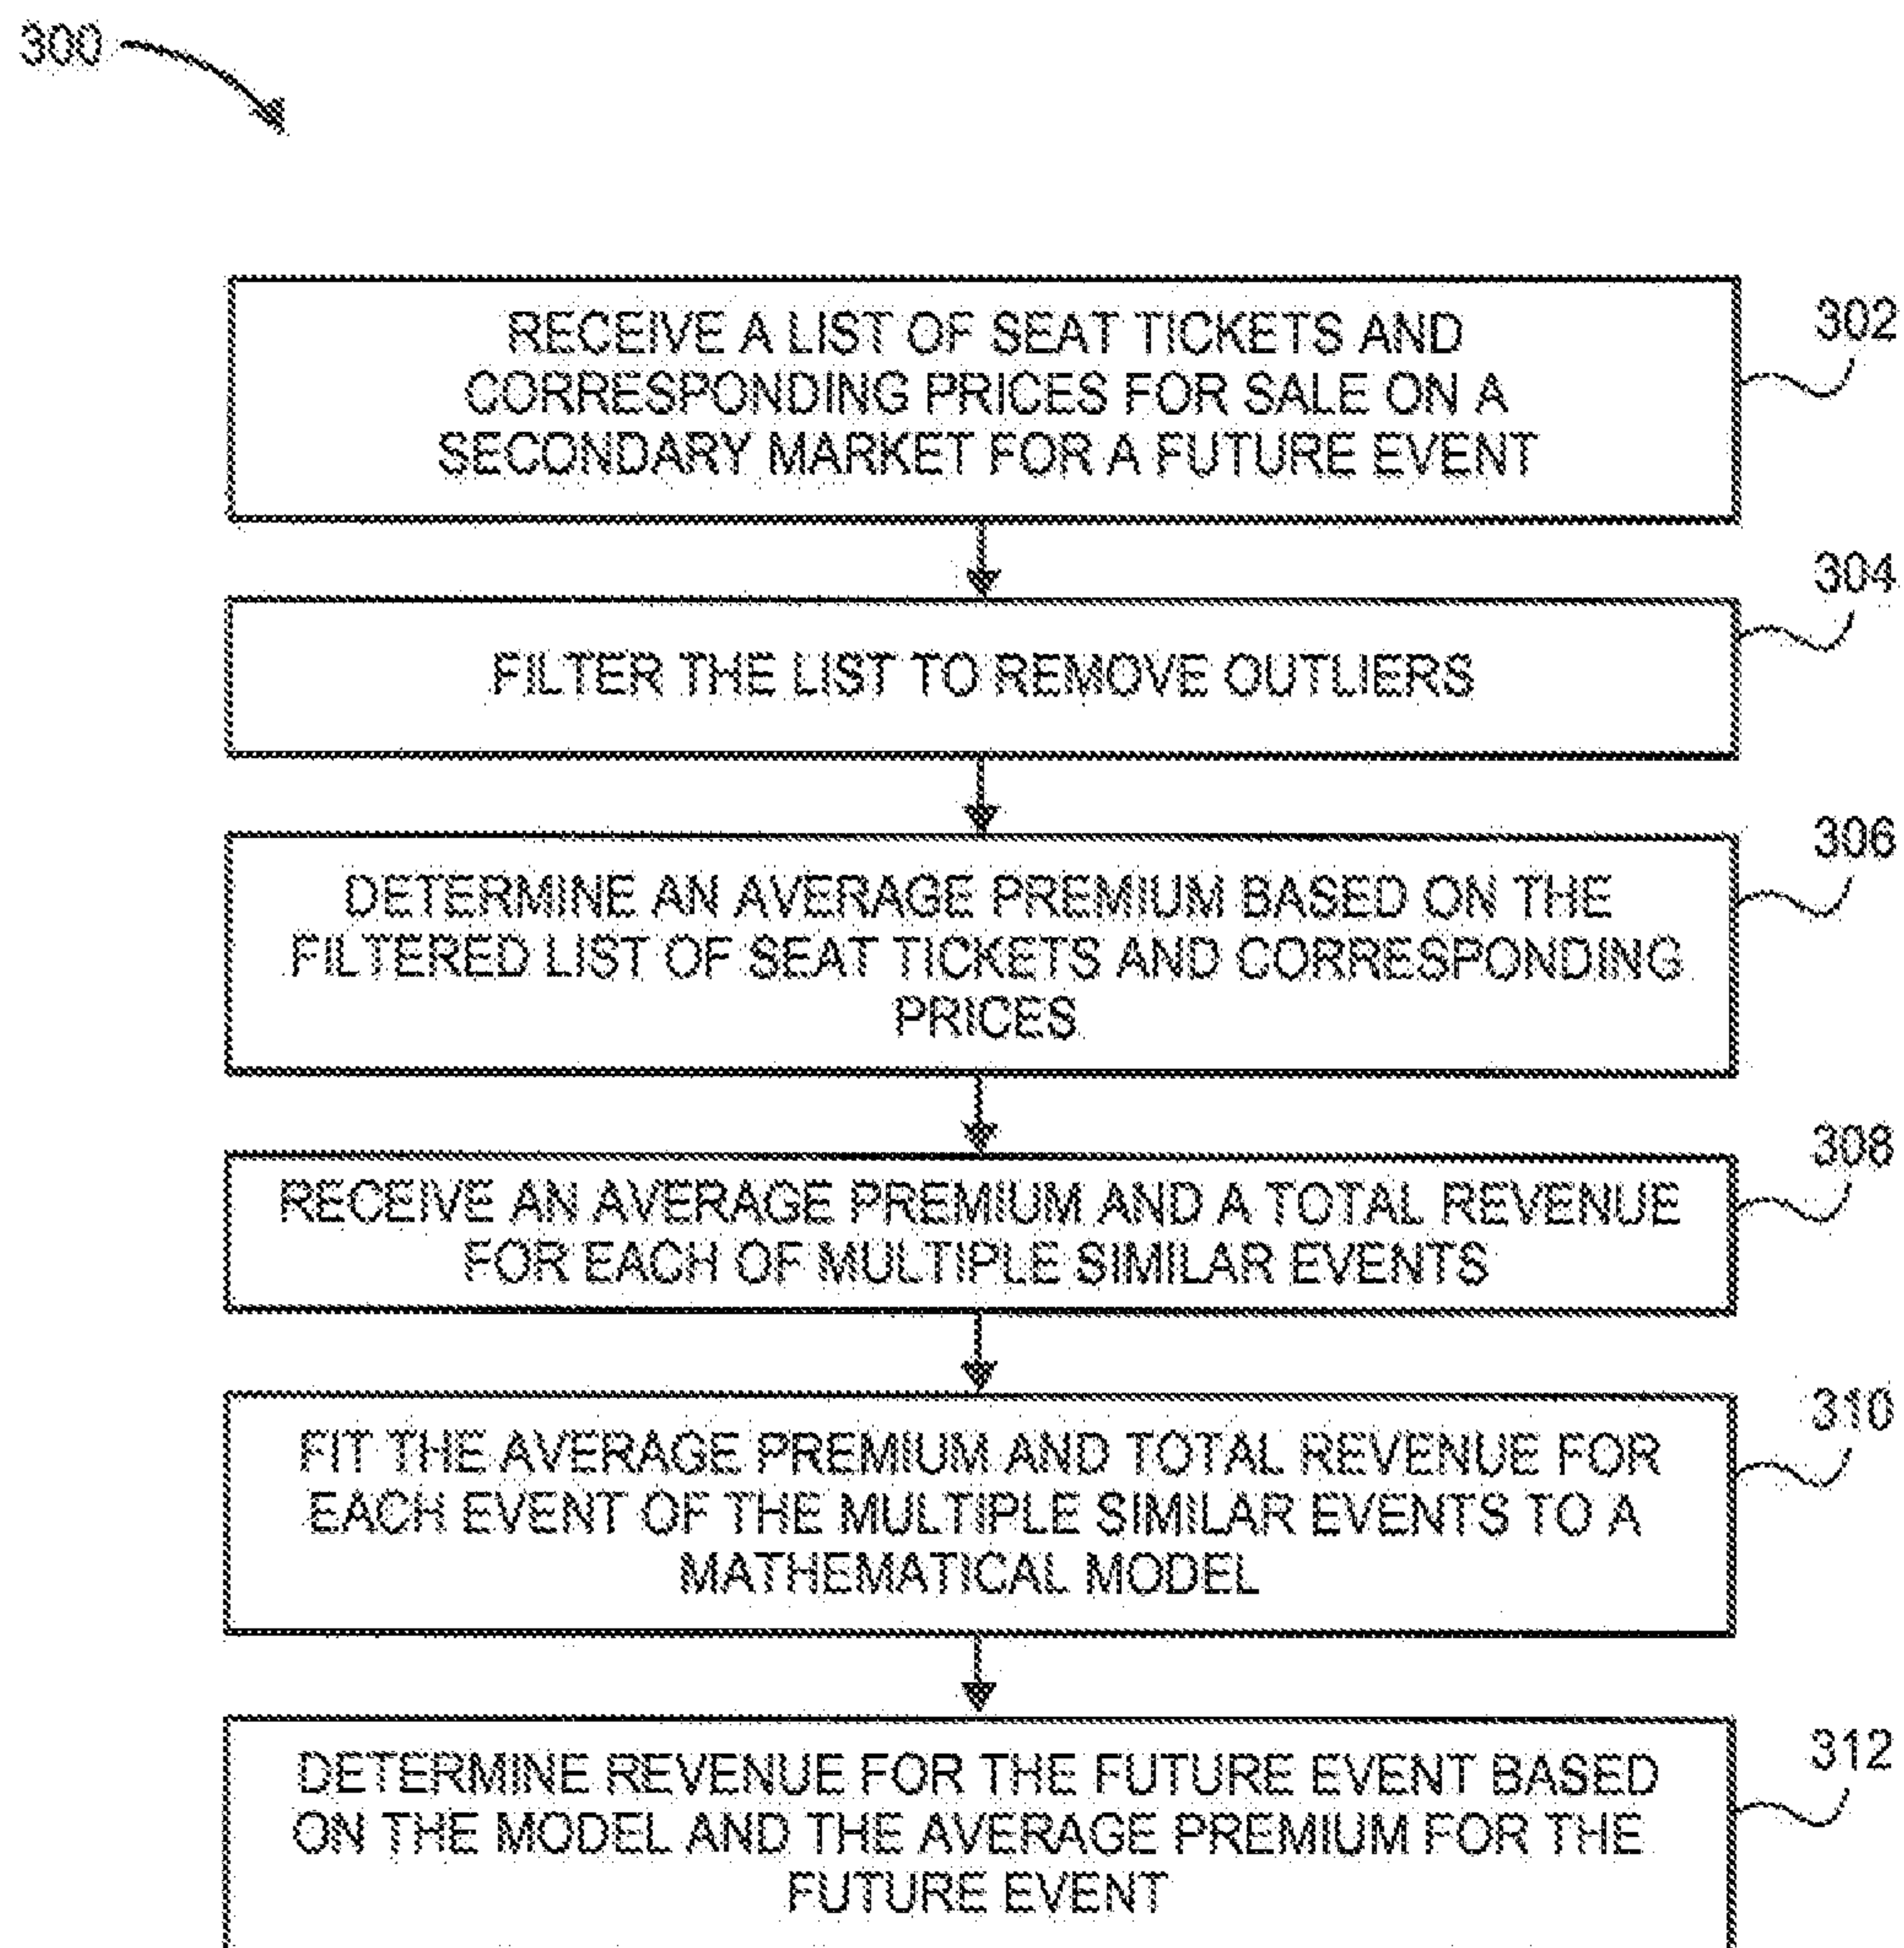 300
RECEIVE A LIST OF SEAT TICKETS AND
CORRESPONDING PRICES FOR SALE ON A
SECONDARY MARKET FOR A FUTURE EVENT
302
FILTER THE LIST TO REMOVE OUTLIERS
304
DETERMINE AN AVERAGE PREMIUM BASED ON THE
FILTERED LIST OF SEAT TICKETS AND CORRESPONDING
PRICES
306
RECEIVE AN AVERAGE PREMIUM AND A TOTAL REVENUE
FOR EACH OF MULTIPLE SIMILAR EVENTS
308
FIT THE AVERAGE PREMIUM AND TOTAL REVENUE FOR
EACH EVENT OF THE MULTIPLE SIMILAR EVENTS TO A
MATHEMATICAL MODEL
310
DETERMINE REVENUE FOR THE FUTURE EVENT BASED
ON THE MODEL AND THE AVERAGE PREMIUM FOR THE
FUTURE EVENT
312